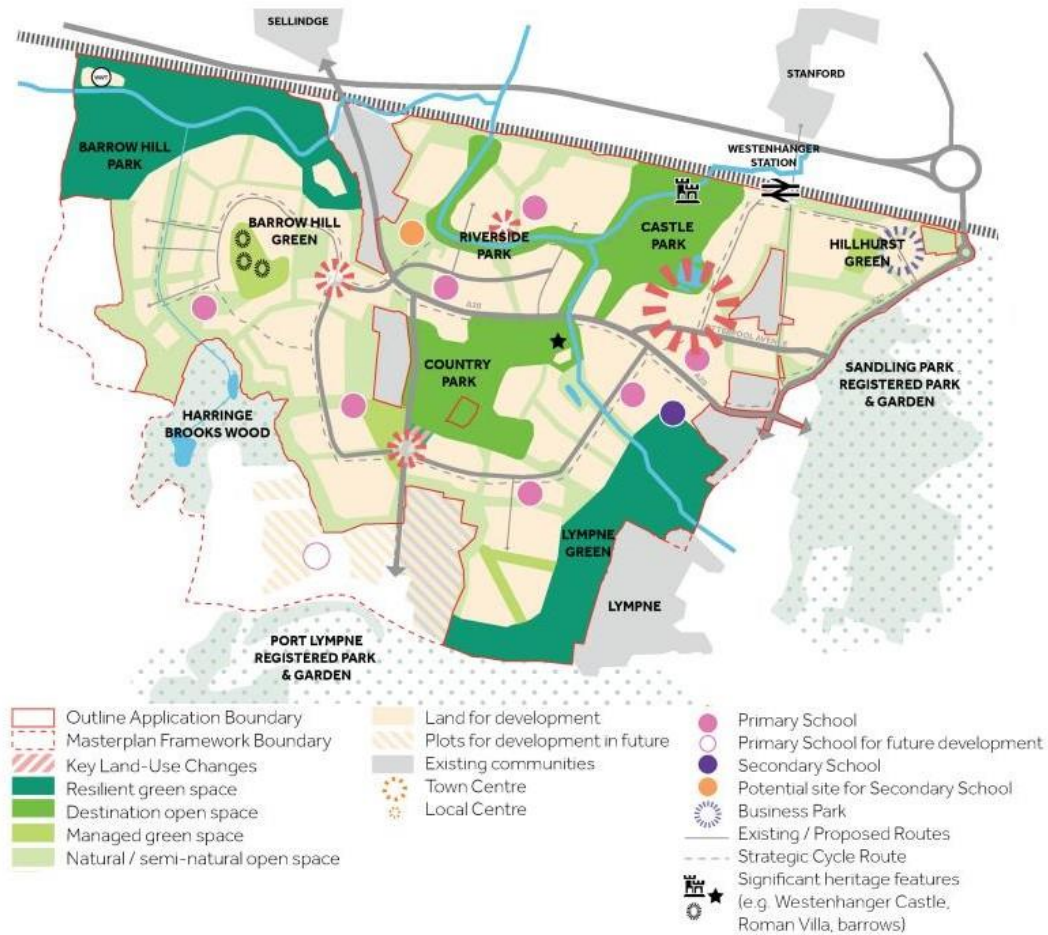 SELLINDGE
STANFORD
WWT
BARROW HILL
PARK
WESTENHANGER
STATION
BARROW HILL
GREEN
RIVERSIDE
PARK
CASTLE
PARK
HILLHURST
GREEN
A20
COUNTRY
PARK
A20
SANDLING PARK
REGISTERED PARK
& GARDEN
HARRINGE
BROOKS WOOD
LYMPNE
GREEN
LYMPNE
PORT LYMPNE
REGISTERED PARK
& GARDEN
Outline Application Boundary
Masterplan Framework Boundary
Key Land-Use Changes
Resilient green space
Destination open space
Managed green space
Natural / semi-natural open space
Land for development
Plots for development in future
Existing communities
Town Centre
Local Centre
Primary School
Primary School for future development
Secondary School
Potential site for Secondary School
Business Park
Existing / Proposed Routes
Strategic Cycle Route
Significant heritage features
(e.g. Westenhanger Castle,
Roman Villa, barrows)